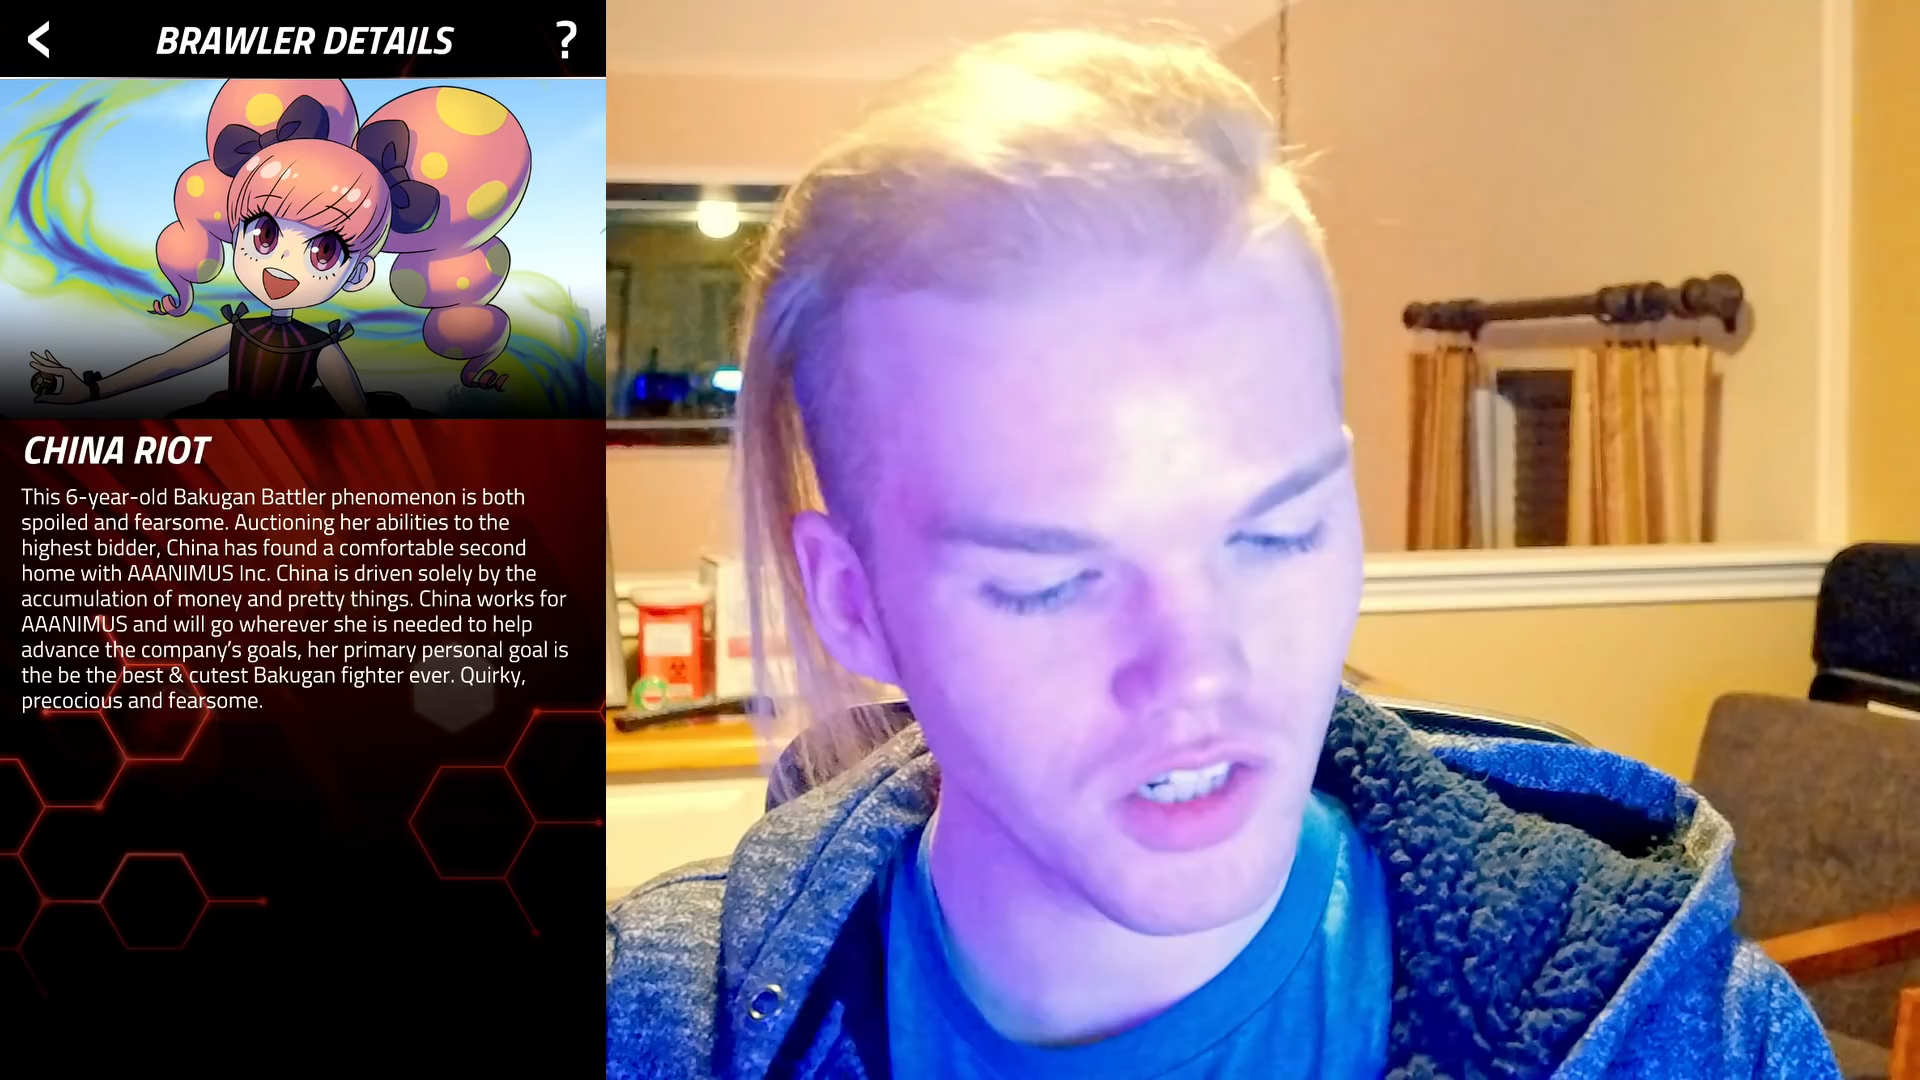 BRAWLER DETAILS
?
CHINA RIOT
This 6-year-old Bakugan Battler phenomenon is both
spoiled and fearsome. Auctioning her abilities to the
highest bidder, China has found a comfortable second
home with AAANIMUS Inc. China is driven solely by the
accumulation of money and pretty things. China works for
AAANIMUS and will go wherever she is needed to help
advance the company's goals, her primary personal goal is
the be the best & cutest Bakugan fighter ever. Quirky,
precocious and fearsome.